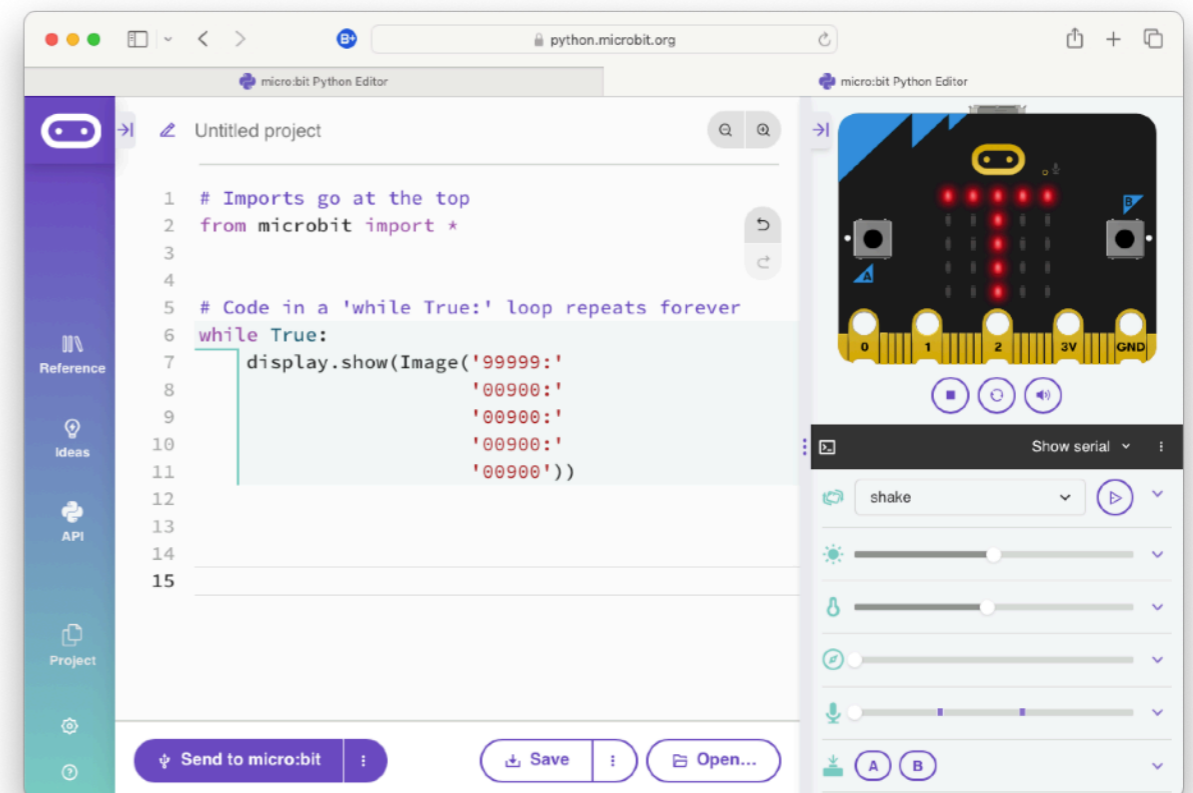 python.microbit.org
micro:bit Python Editor
micro:bit Python Editor
Untitled project
1 # Imports go at the top
2 from microbit import *
3
4
5 # Code in a 'while True:' loop repeats forever
6 while True:
7     display.show(Image('99999:'
8                        '00900:'
9                        '00900:'
10                       '00900:'
11                       '00900'))
12
13
14
15
Reference
Ideas
API
Project
Send to micro:bit
Save
Open...
B
A
0 1 2 3V GND
Show serial
shake
A B